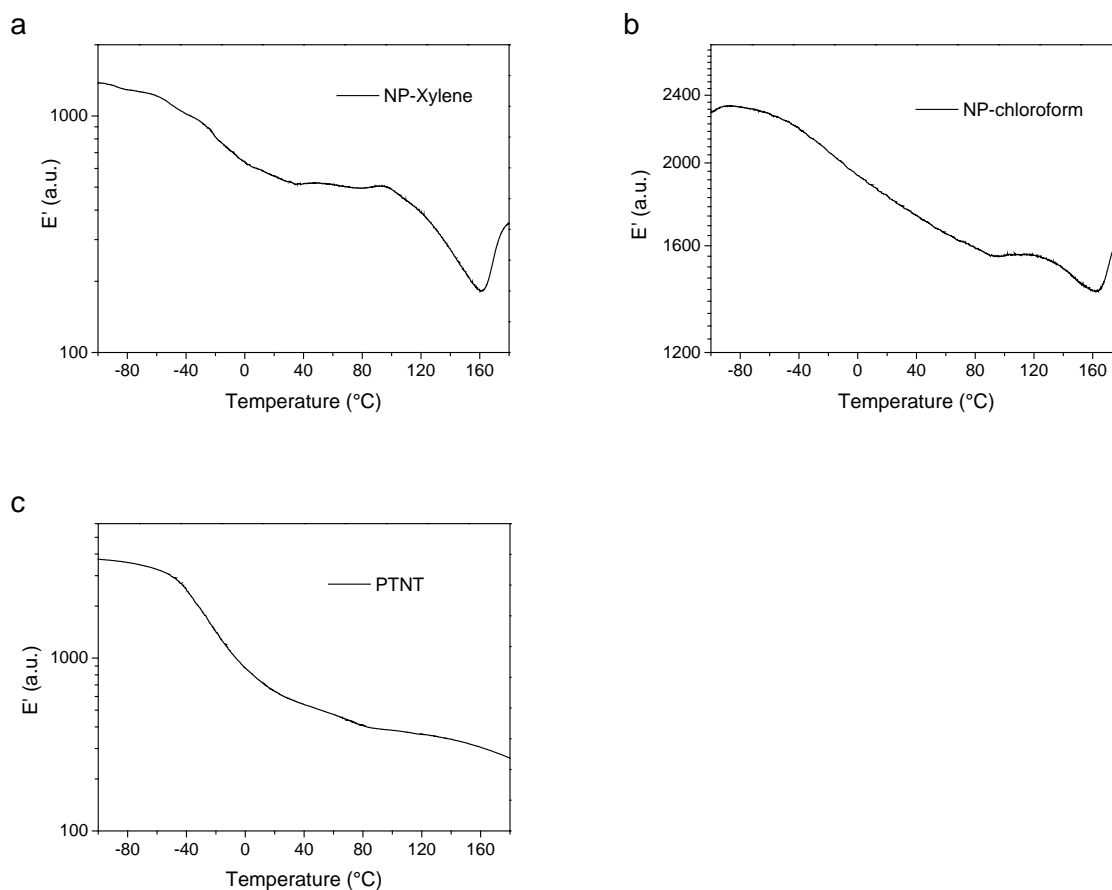 a
1000
100
E' (a.u.)
NP-Xylene
-80 -40 0 40 80 120 160
Temperature (°C)
b
2400
2000
1600
1200
E' (a.u.)
NP-chloroform
-80 -40 0 40 80 120 160
Temperature (°C)
c
1000
100
E' (a.u.)
PTNT
-80 -40 0 40 80 120 160
Temperature (°C)